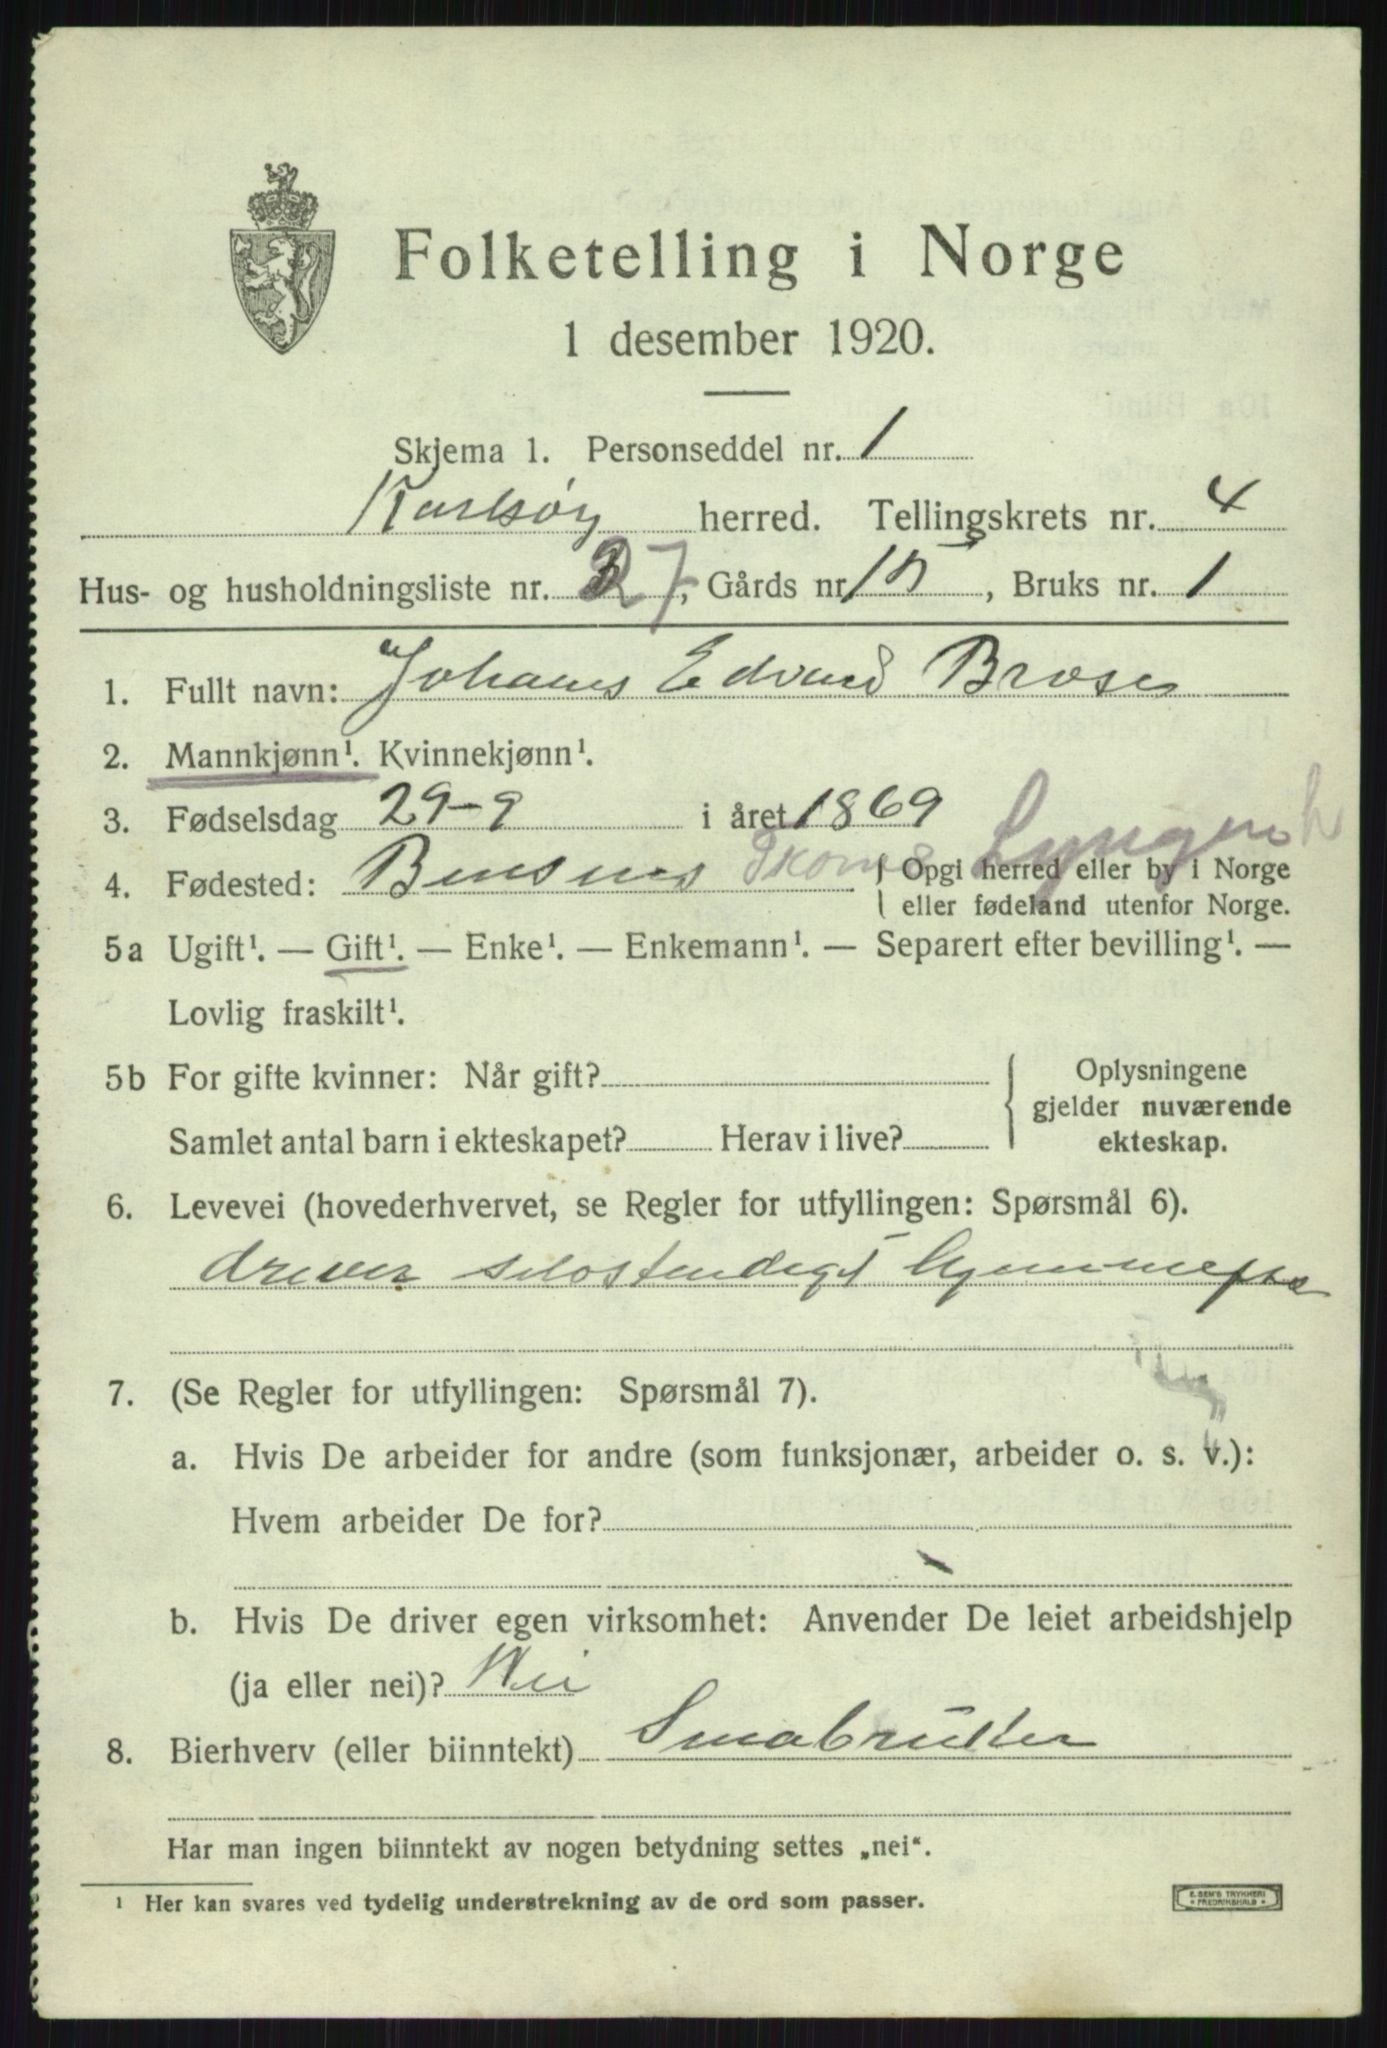 Folketelling i Norge
1 desember 1920.
Skjema 1. Personseddel nr. 1
Karlsøy herred. Tellingskrets nr. 4
Hus- og husholdningsliste nr. 27, Gårds nr. 15, Bruks nr. 1
1. Fullt navn: Johans Edvard
2. Mannkjønn¹. Kvinnekjønn¹.
3. Fødselsdag 29-9 i året 1869
4. Fødested: Lyngen Opgi herred eller by i Norge
eller fødeland utenfor Norge.
5a Ugift¹. — Gift¹. — Enke¹. — Enkemann¹. — Separert efter bevilling¹. —
Lovlig fraskilt¹.
5b For gifte kvinner: Når gift?
Samlet antal barn i ekteskapet? Herav i live?
Oplysningene
gjelder nuværende
ekteskap.
6. Levevei (hovederhvervet, se Regler for utfyllingen: Spørsmål 6).
driver selvstendigt
7. (Se Regler for utfyllingen: Spørsmål 7).
a. Hvis De arbeider for andre (som funksjonær, arbeider o. s. v.):
Hvem arbeider De for?
b. Hvis De driver egen virksomhet: Anvender De leiet arbeidshjelp
(ja eller nei)? Nei
8. Bierhverv (eller biinntekt) Smabruker
Har man ingen biinntekt av nogen betydning settes „nei“.
¹ Her kan svares ved tydelig understrekning av de ord som passer.